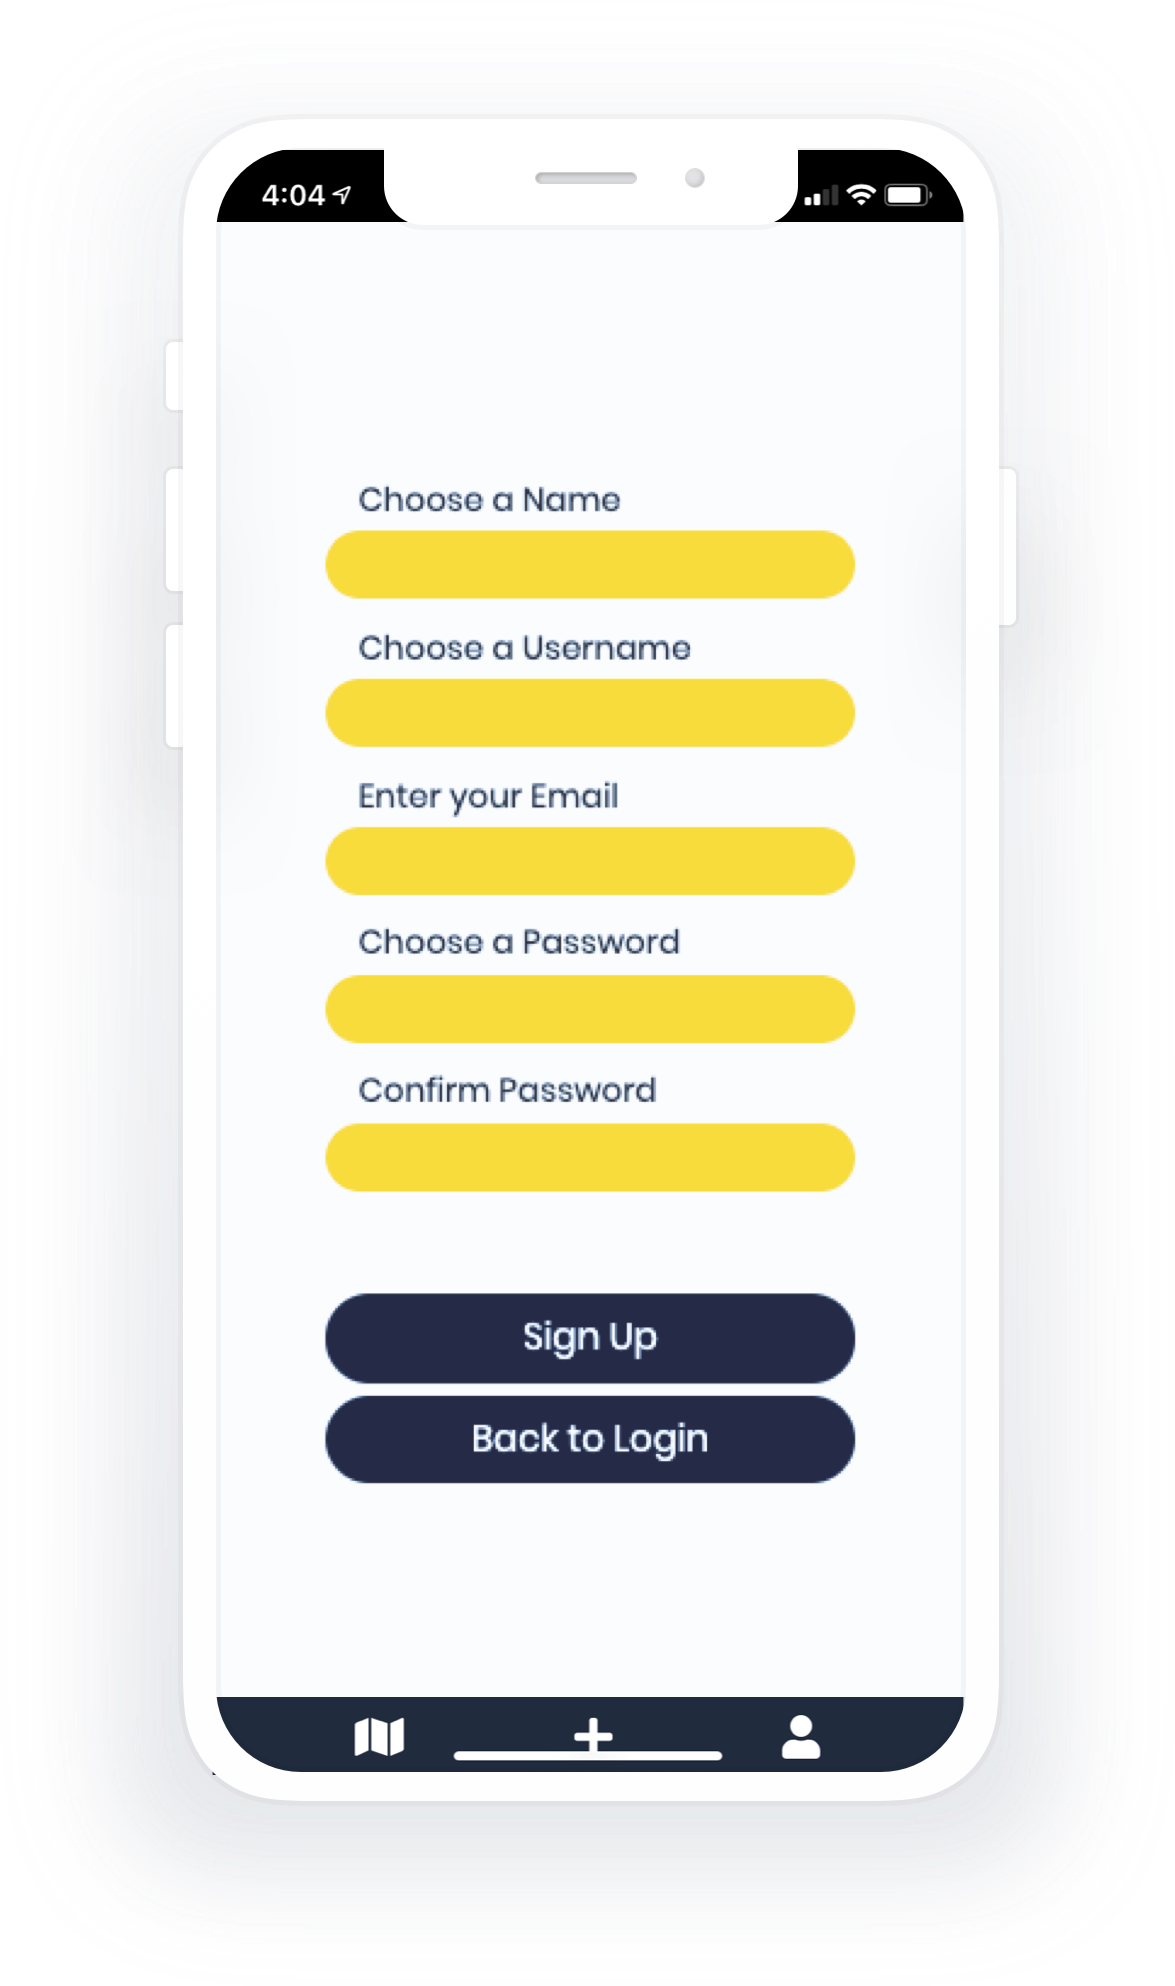 4:04
Choose a Name
Choose a Username
Enter your Email
Choose a Password
Confirm Password
Sign Up
Back to Login